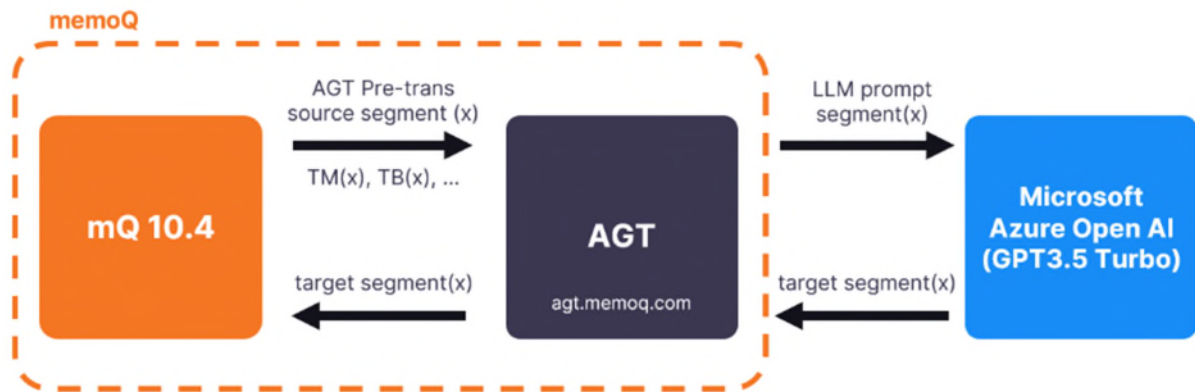 memoQ
AGT Pre-trans
source segment (x)
TM(x), TB(x), ...
mQ 10.4
target segment(x)
AGT
agt.memoq.com
LLM prompt
segment(x)
target segment(x)
Microsoft
Azure Open AI
(GPT3.5 Turbo)